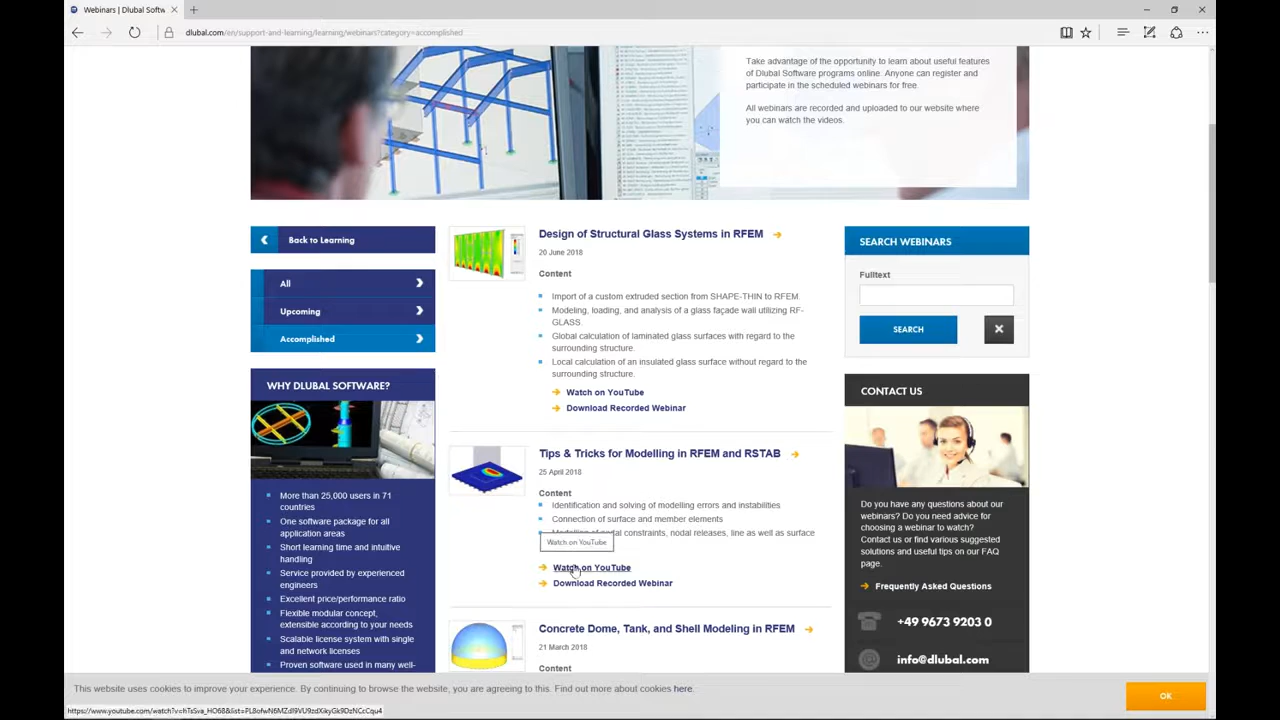 Webinars | Dlubal Softw
dlubal.com/en/support-and-learning/learning/webinars?category=accomplished
Take advantage of the opportunity to learn about useful features
of Dlubal Software programs online. Anyone can register and
participate in the scheduled webinars for free.
All webinars are recorded and uploaded to our website where
you can watch the videos.
Back to Learning
All
Upcoming
Accomplished
WHY DLUBAL SOFTWARE?
More than 25,000 users in 71
countries
One software package for all
application areas
Short learning time and intuitive
handling
Service provided by experienced
engineers
Excellent price/performance ratio
Flexible modular concept,
extensible according to your needs
Scalable license system with single
and network licenses
Proven software used in many well-
Design of Structural Glass Systems in RFEM
20 June 2018
Content
Import of a custom extruded section from SHAPE-THIN to RFEM.
Modeling, loading, and analysis of a glass façade wall utilizing RF-
GLASS.
Global calculation of laminated glass surfaces with regard to the
surrounding structure.
Local calculation of an insulated glass surface without regard to the
surrounding structure.
Watch on YouTube
Download Recorded Webinar
Tips & Tricks for Modelling in RFEM and RSTAB
25 April 2018
Content
Identification and solving of modelling errors and instabilities
Connection of surface and member elements
constraints, nodal releases, line as well as surface
Watch on YouTube
Watch on YouTube
Download Recorded Webinar
Concrete Dome, Tank, and Shell Modeling in RFEM
21 March 2018
Content
SEARCH WEBINARS
Fulltext
SEARCH
CONTACT US
Do you have any questions about our
webinars? Do you need advice for
choosing a webinar to watch?
Contact us or find various suggested
solutions and useful tips on our FAQ
page.
Frequently Asked Questions
+49 9673 9203 0
info@dlubal.com
This website uses cookies to improve your experience. By continuing to browse the website, you are agreeing to this. Find out more about cookies here.
OK